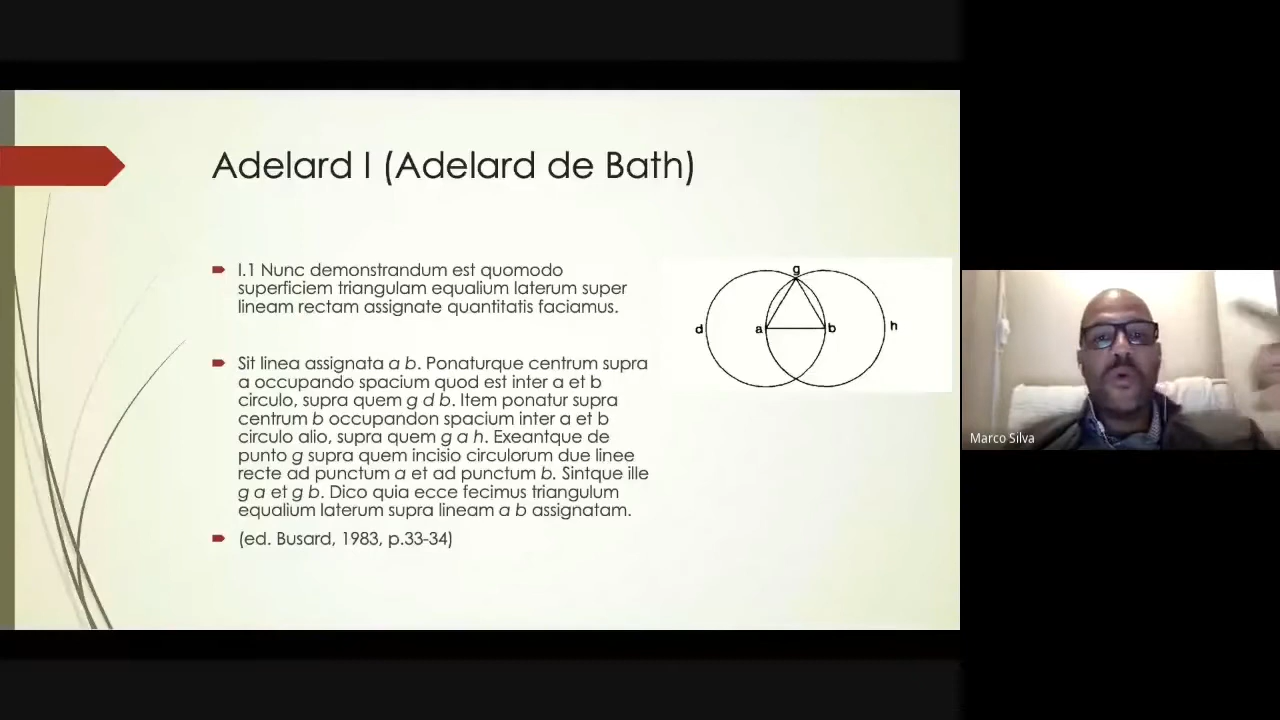 Adelard I (Adelard de Bath)
I.1 Nunc demonstrandum est quomodo
superficiem triangulam equalium laterum super
lineam rectam assignate quantitatis faciamus.
Sit linea assignata a b. Ponaturque centrum supra
a occupando spacium quod est inter a et b
circulo, supra quem g d b. Item ponatur supra
centrum b occupandon spacium inter a et b
circulo alio, supra quem g a h. Exeantque de
punto g supra quem incisio circulorum due linee
recte ad punctum a et ad punctum b. Sintque ille
g a et g b. Dico quia ecce fecimus triangulum
equalium laterum supra lineam a b assignatam.
(ed. Busard, 1983, p.33-34)
g
d a b h
Marco Silva